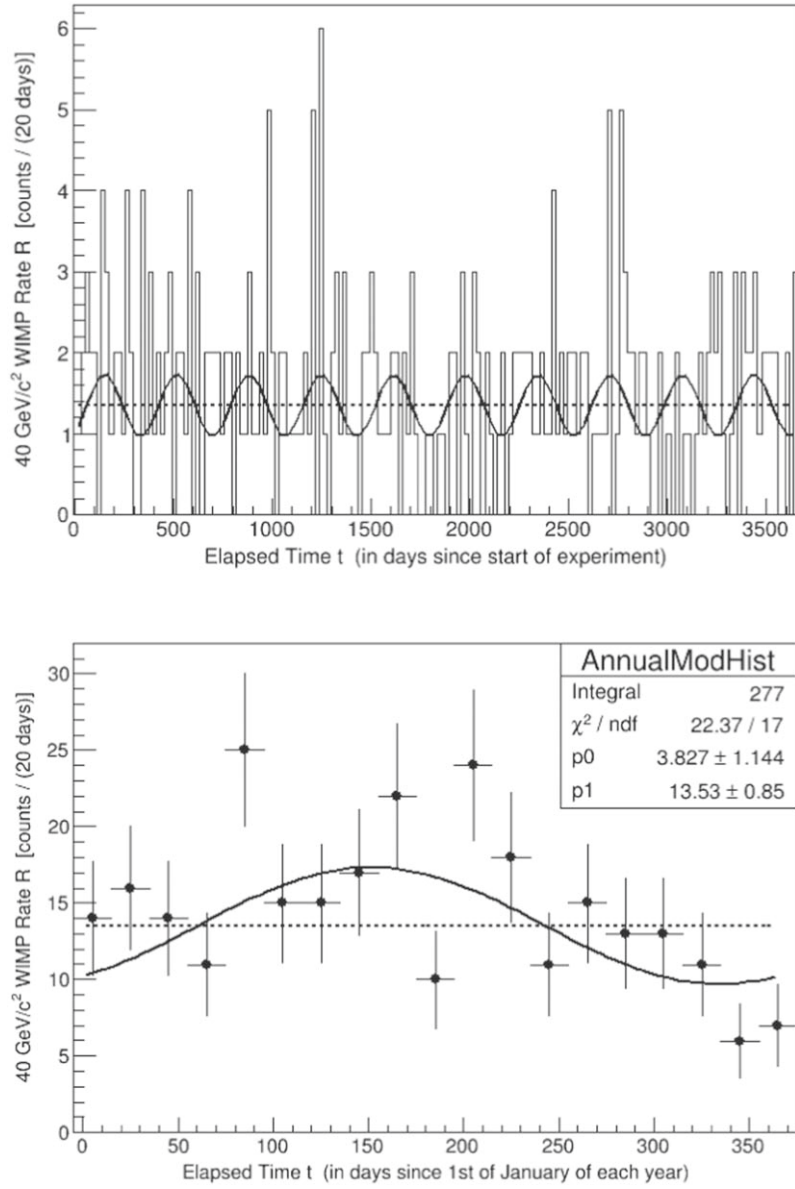 40 GeV/c² WIMP Rate R [counts / (20 days)]
6
5
4
3
2
1
0
0 500 1000 1500 2000 2500 3000 3500
Elapsed Time t (in days since start of experiment)
40 GeV/c² WIMP Rate R [counts / (20 days)]
30
25
20
15
10
5
0
AnnualModHist
Integral 277
χ² / ndf 22.37 / 17
p0 3.827 ± 1.144
p1 13.53 ± 0.85
0 50 100 150 200 250 300 350
Elapsed Time t (in days since 1st of January of each year)